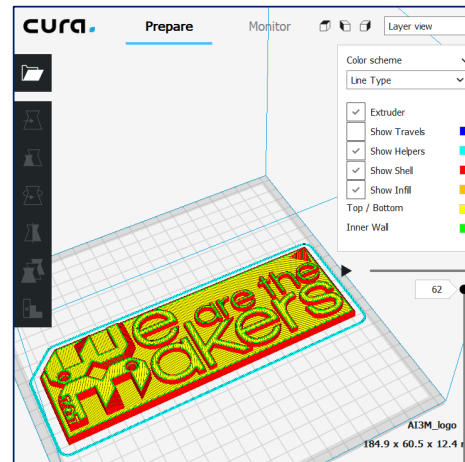 cura.
Prepare
Monitor
Layer view
Color scheme
Line Type
Extruder
Show Travels
Show Helpers
Show Shell
Show Infill
Top / Bottom
Inner Wall
62
we are the
makers
AI3M_logo
184.9 x 60.5 x 12.4